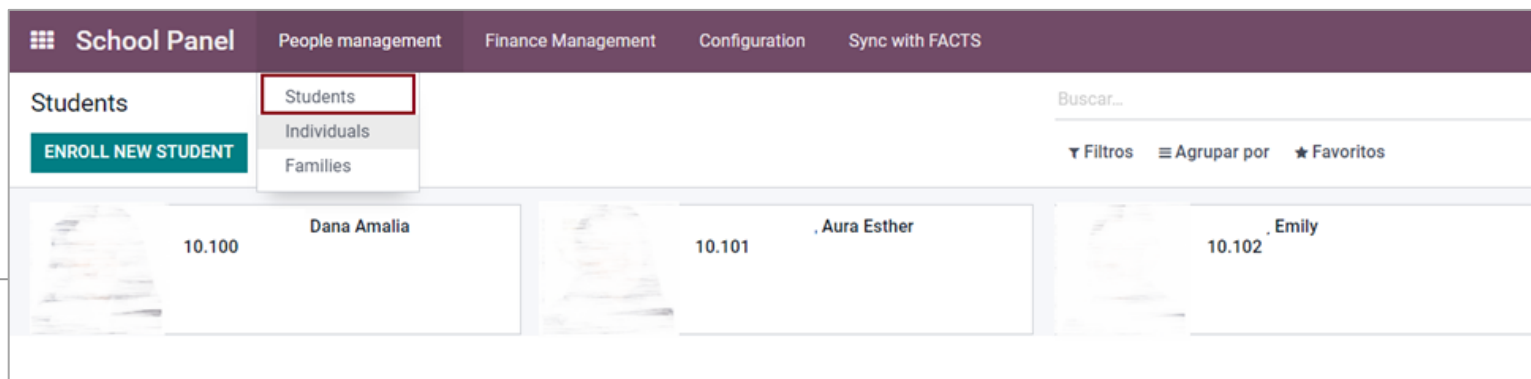 School Panel People management Finance Management Configuration Sync with FACTS
Students
Students
Individuals
Families
ENROLL NEW STUDENT
Buscar...
Filtros Agrupar por Favoritos
Dana Amalia
10.100
, Aura Esther
10.101
, Emily
10.102